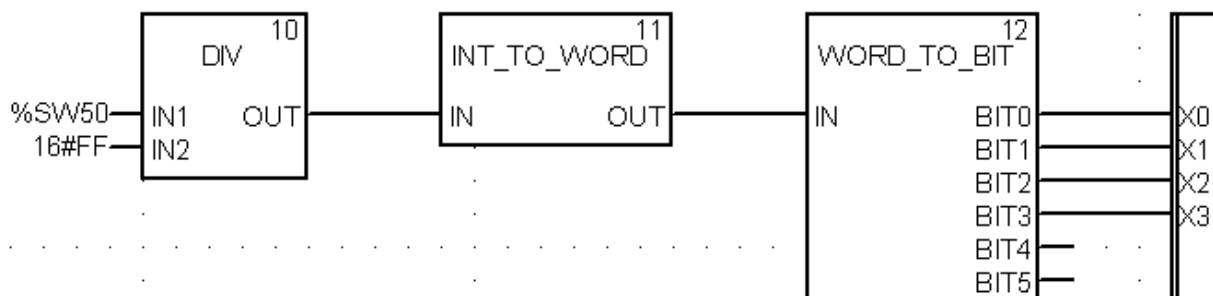 10 11 12
DIV INT_TO_WORD WORD_TO_BIT
%SW50 IN1 OUT IN OUT IN BIT0 X0
16#FF IN2 BIT1 X1
BIT2 X2
BIT3 X3
BIT4
BIT5